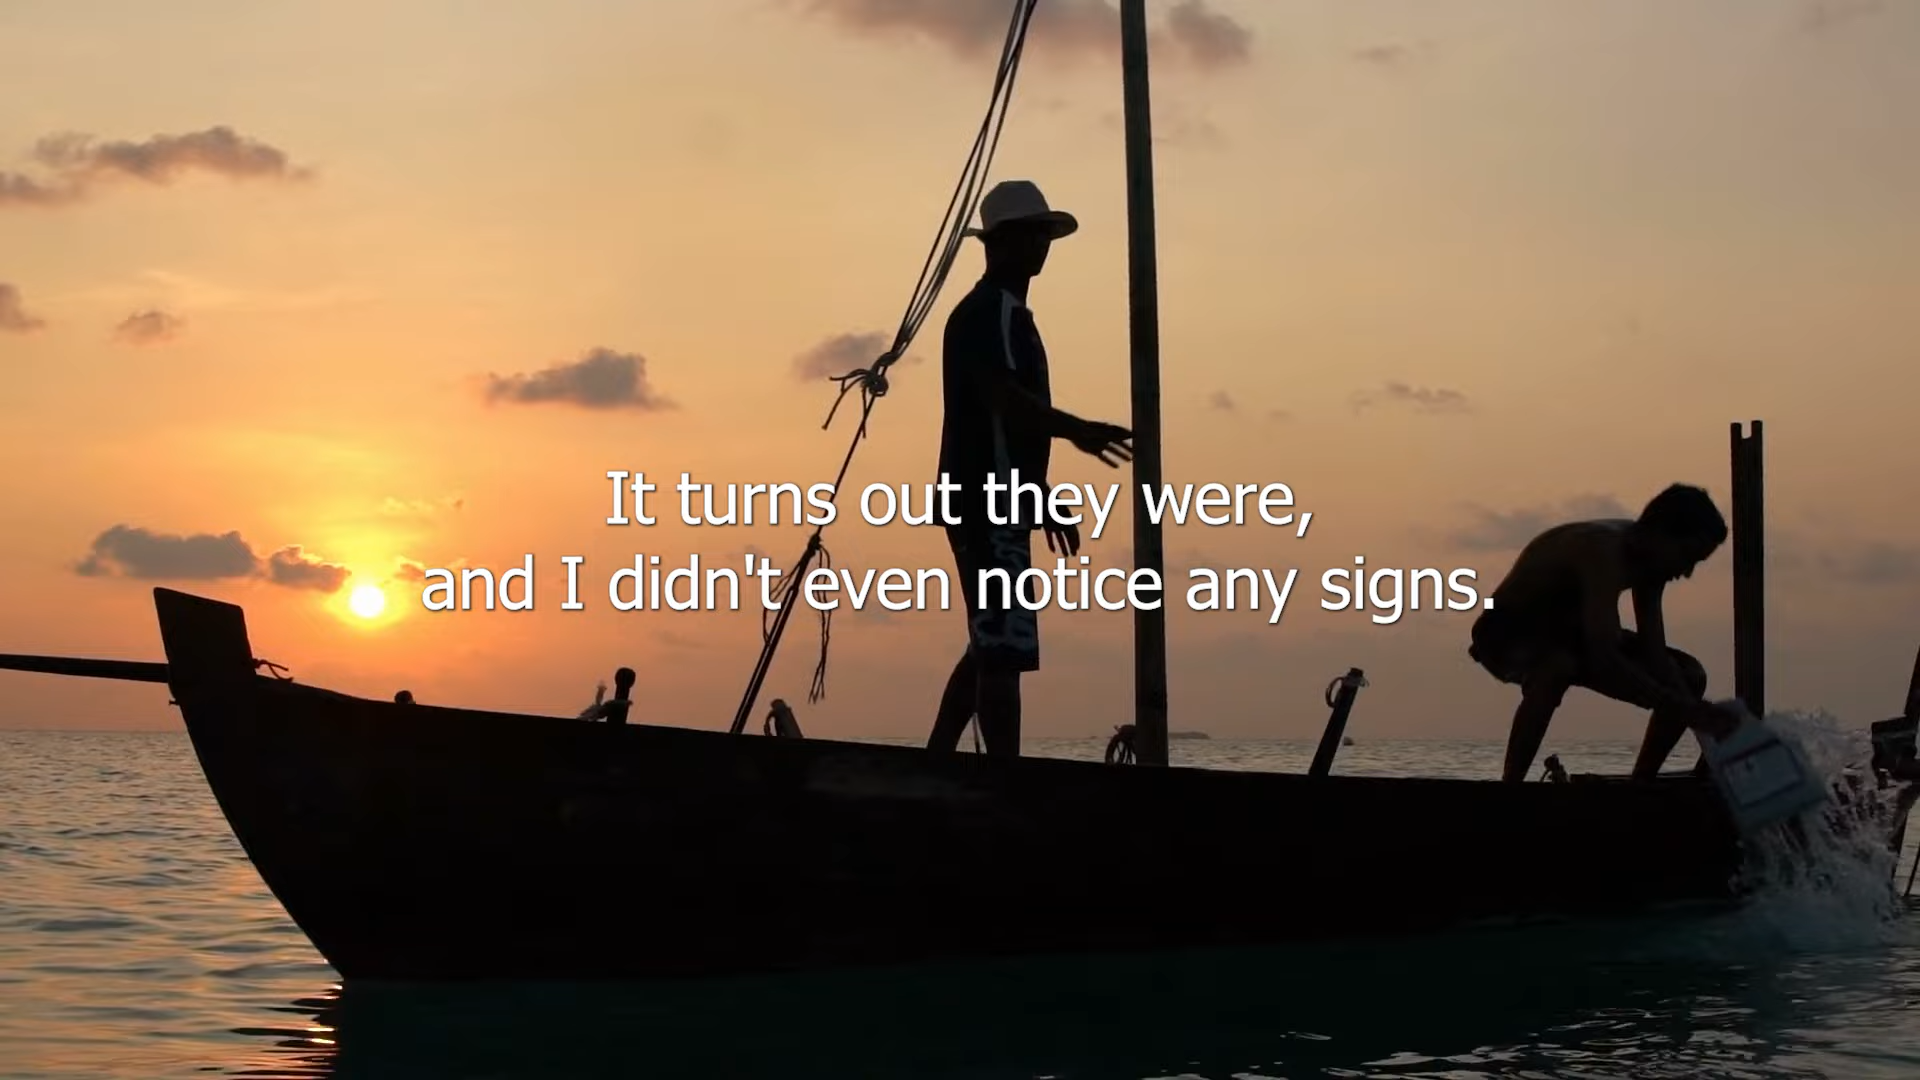 It turns out they were,
and I didn't even notice any signs.